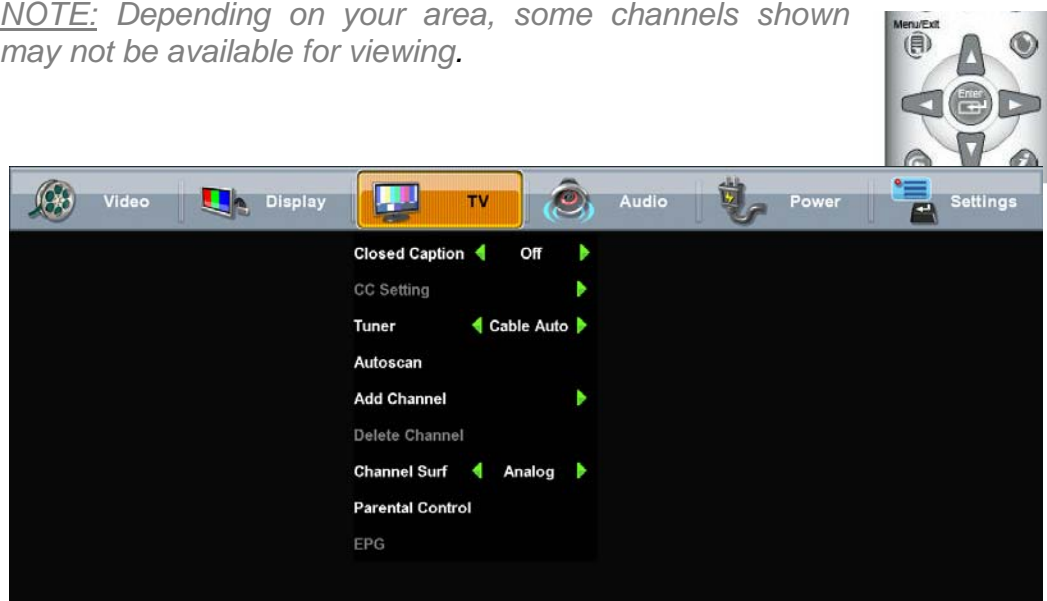 NOTE: Depending on your area, some channels shown
may not be available for viewing.
Menu/Exit
Enter
Video Display TV Audio Power Settings
Closed Caption Off
CC Setting
Tuner Cable Auto
Autoscan
Add Channel
Delete Channel
Channel Surf Analog
Parental Control
EPG